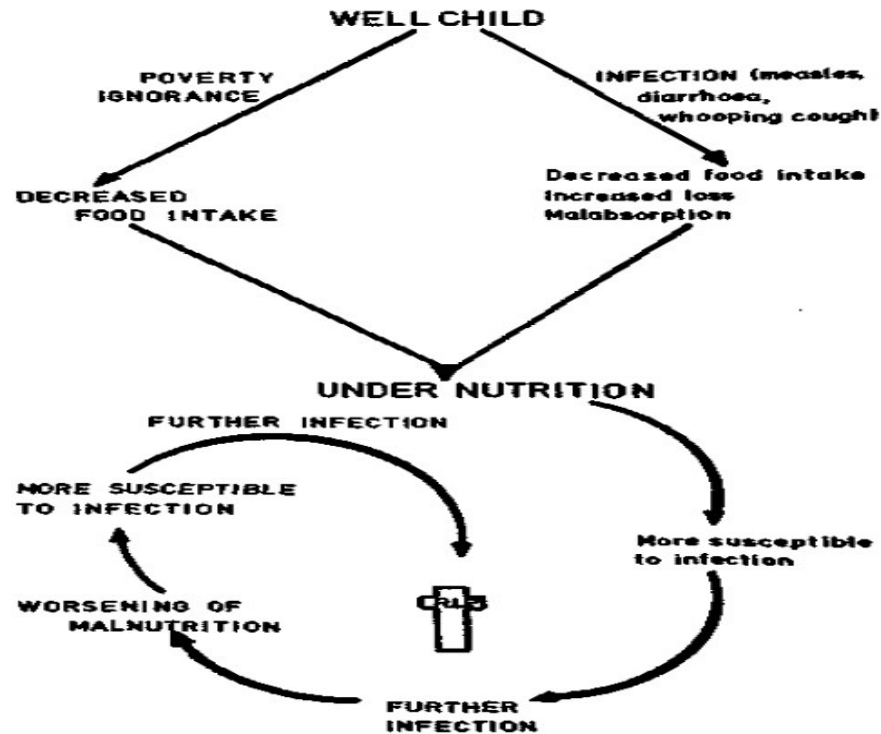 WELL CHILD
POVERTY
IGNORANCE
INFECTION (measles,
diarrhoea,
whooping cough)
DECREASED
FOOD INTAKE
Decreased food intake
Increased loss
Malabsorption
UNDER NUTRITION
FURTHER INFECTION
MORE SUSCEPTIBLE
TO INFECTION
More susceptible
to infection
WORSENING OF
MALNUTRITION
FURTHER
INFECTION